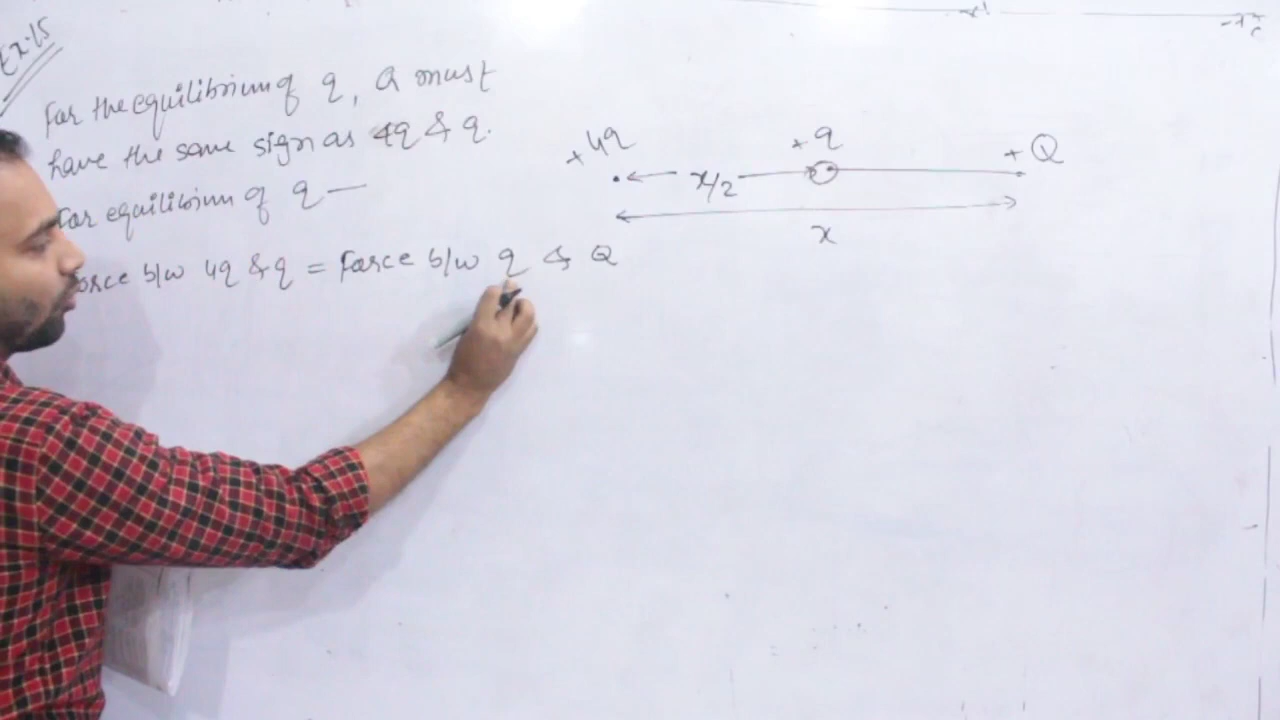 Ex.15
For the equilibrium of q, Q must
have the same sign as 4q & q.
For equilibrium of q —
Force b/w 4q & q = Force b/w q & Q
+ 4q + q + Q
x/2
x